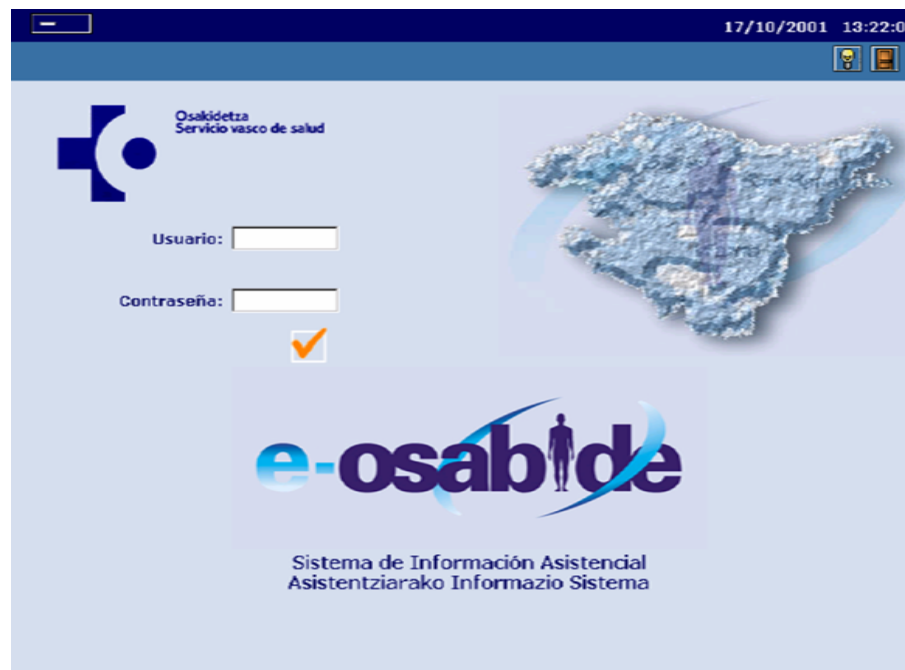 17/10/2001 13:22:0
Osakidetza
Servicio vasco de salud
Usuario:
Contraseña:
e-osabide
Sistema de Información Asistencial
Asistentziarako Informazio Sistema